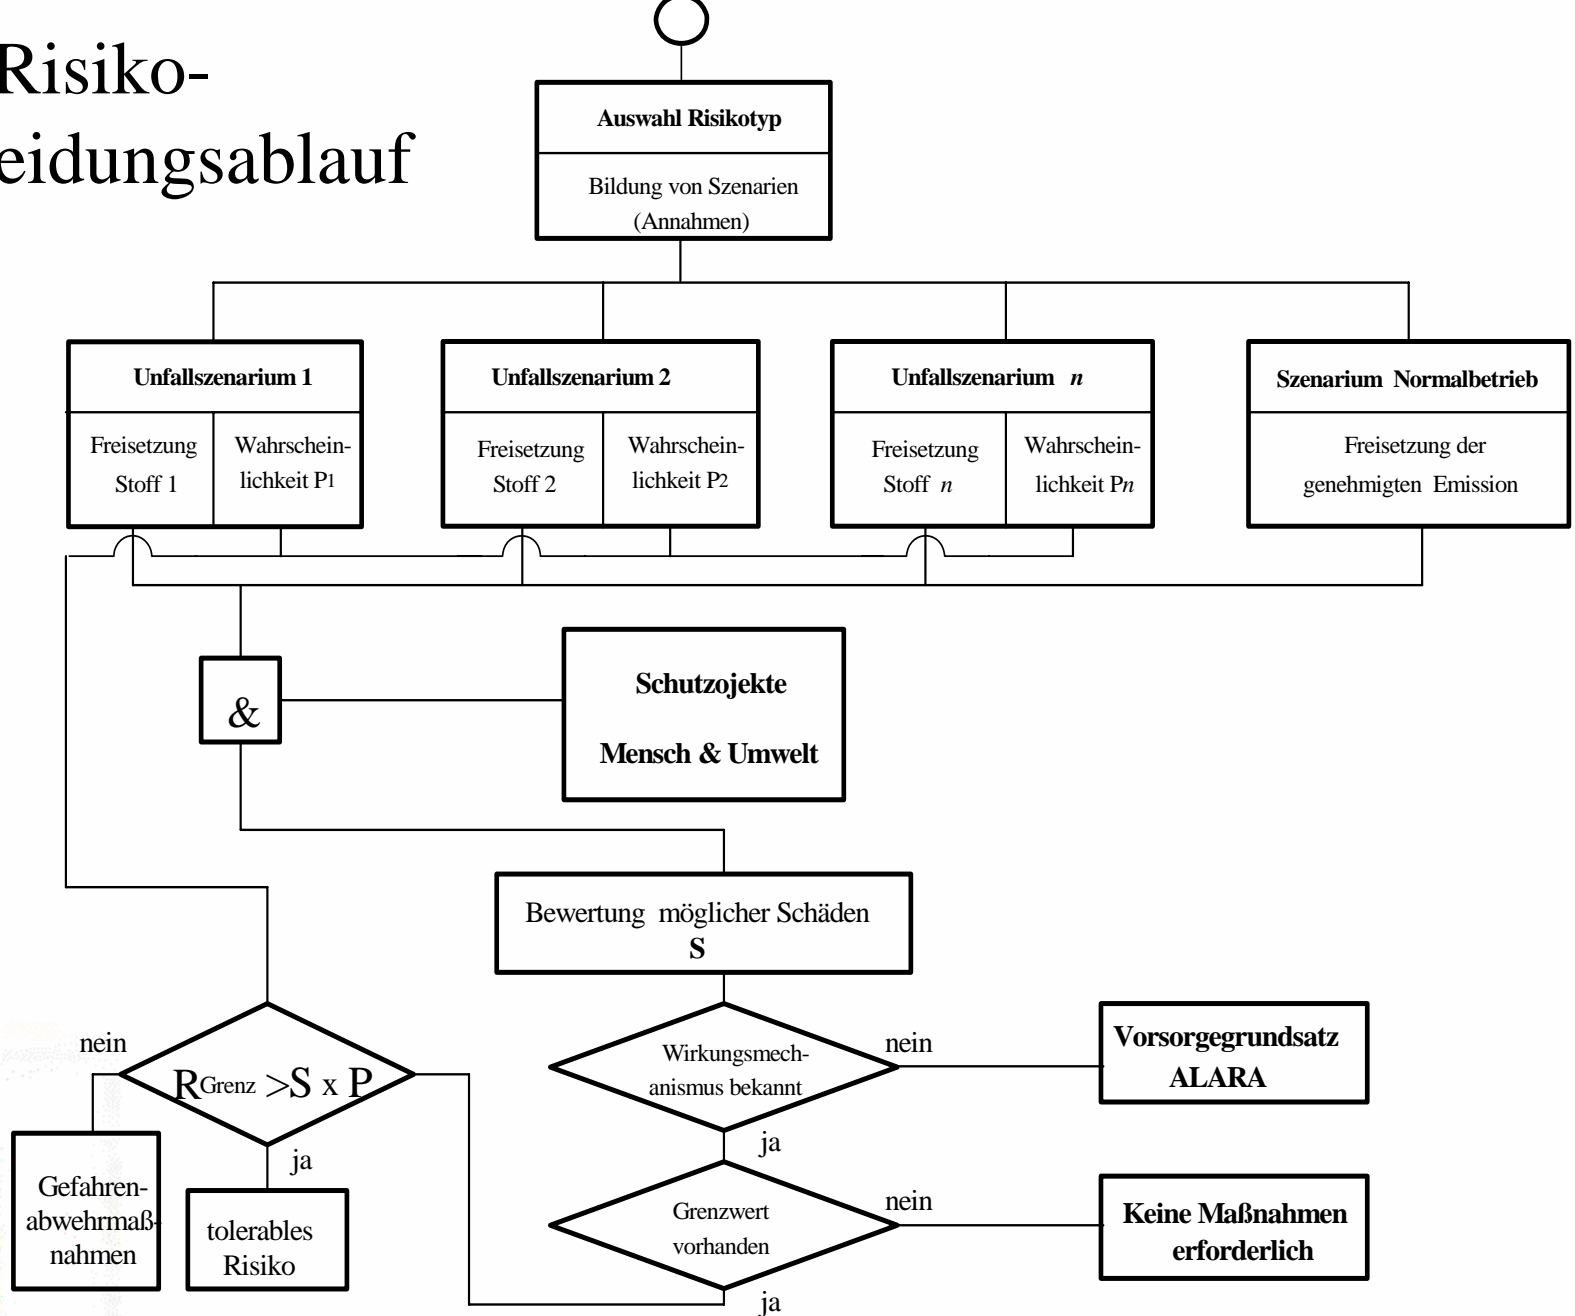 Risiko-
eidungsablauf
Auswahl Risikotyp
Bildung von Szenarien
(Annahmen)
Unfallszenarium 1
Freisetzung
Stoff 1
Wahrschein-
lichkeit P1
Unfallszenarium 2
Freisetzung
Stoff 2
Wahrschein-
lichkeit P2
Unfallszenarium n
Freisetzung
Stoff n
Wahrschein-
lichkeit Pn
Szenarium Normalbetrieb
Freisetzung der
genehmigten Emission
&
Schutzojekte
Mensch & Umwelt
Bewertung möglicher Schäden
S
Wirkungsmech-
anismus bekannt
nein
Vorsorgegrundsatz
ALARA
ja
Grenzwert
vorhanden
nein
Keine Maßnahmen
erforderlich
ja
RGrenz >S x P
nein
Gefahren-
abwehrmaß-
nahmen
ja
tolerables
Risiko